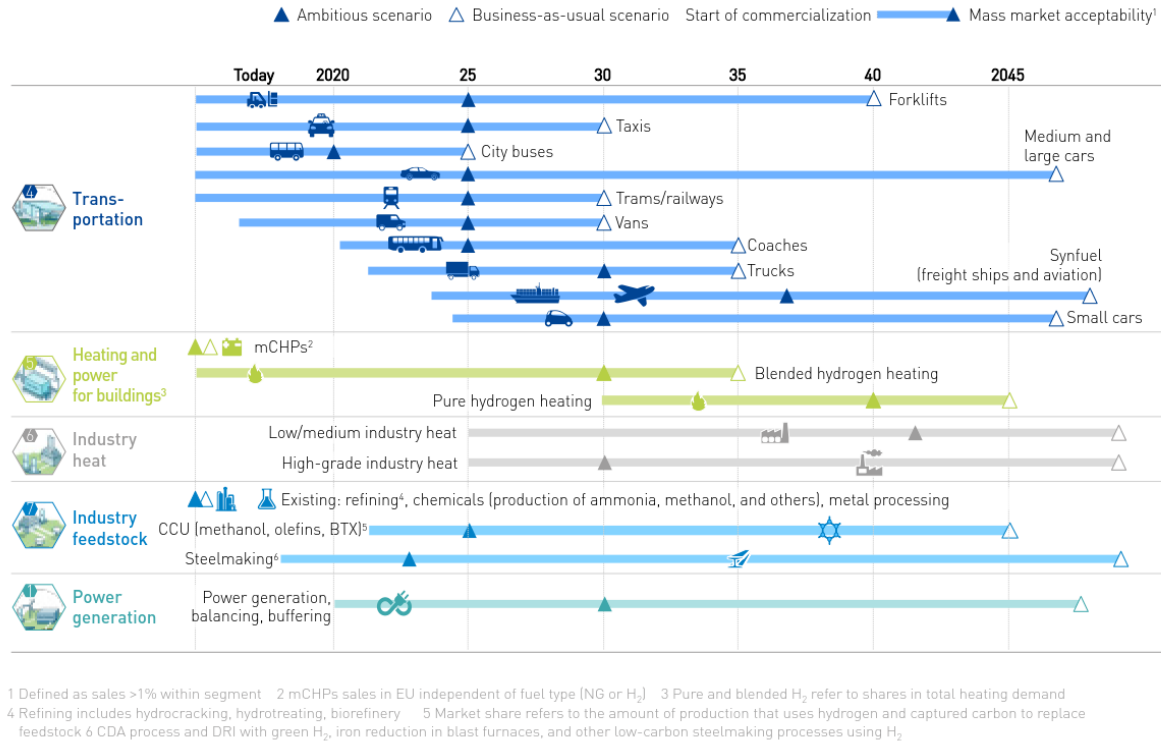 Ambitious scenario Business-as-usual scenario Start of commercialization Mass market acceptability¹
Today 2020 25 30 35 40 2045
4
Trans-
portation
Forklifts
Taxis
City buses
Medium and
large cars
Trams/railways
Vans
Coaches
Trucks
Synfuel
(freight ships and aviation)
Small cars
5
Heating and
power
for buildings³
mCHPs²
Blended hydrogen heating
Pure hydrogen heating
6
Industry
heat
Low/medium industry heat
High-grade industry heat
7
Industry
feedstock
Existing: refining⁴, chemicals (production of ammonia, methanol, and others), metal processing
CCU (methanol, olefins, BTX)⁵
Steelmaking⁶
1
Power
generation
Power generation,
balancing, buffering
1 Defined as sales >1% within segment 2 mCHPs sales in EU independent of fuel type (NG or H₂) 3 Pure and blended H₂ refer to shares in total heating demand
4 Refining includes hydrocracking, hydrotreating, biorefinery 5 Market share refers to the amount of production that uses hydrogen and captured carbon to replace
feedstock 6 CDA process and DRI with green H₂, iron reduction in blast furnaces, and other low-carbon steelmaking processes using H₂